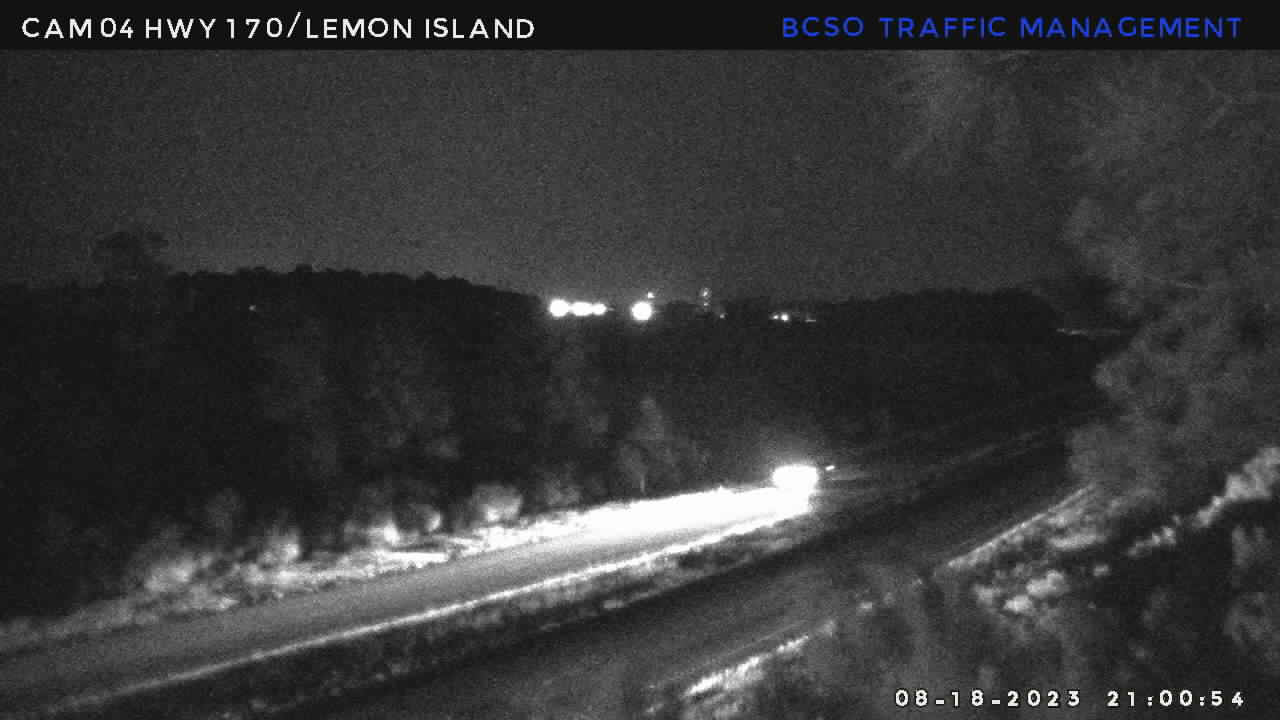 CAM04 HWY 170/LEMON ISLAND
BCSO TRAFFIC MANAGEMENT
08-18-2023 21:00:54